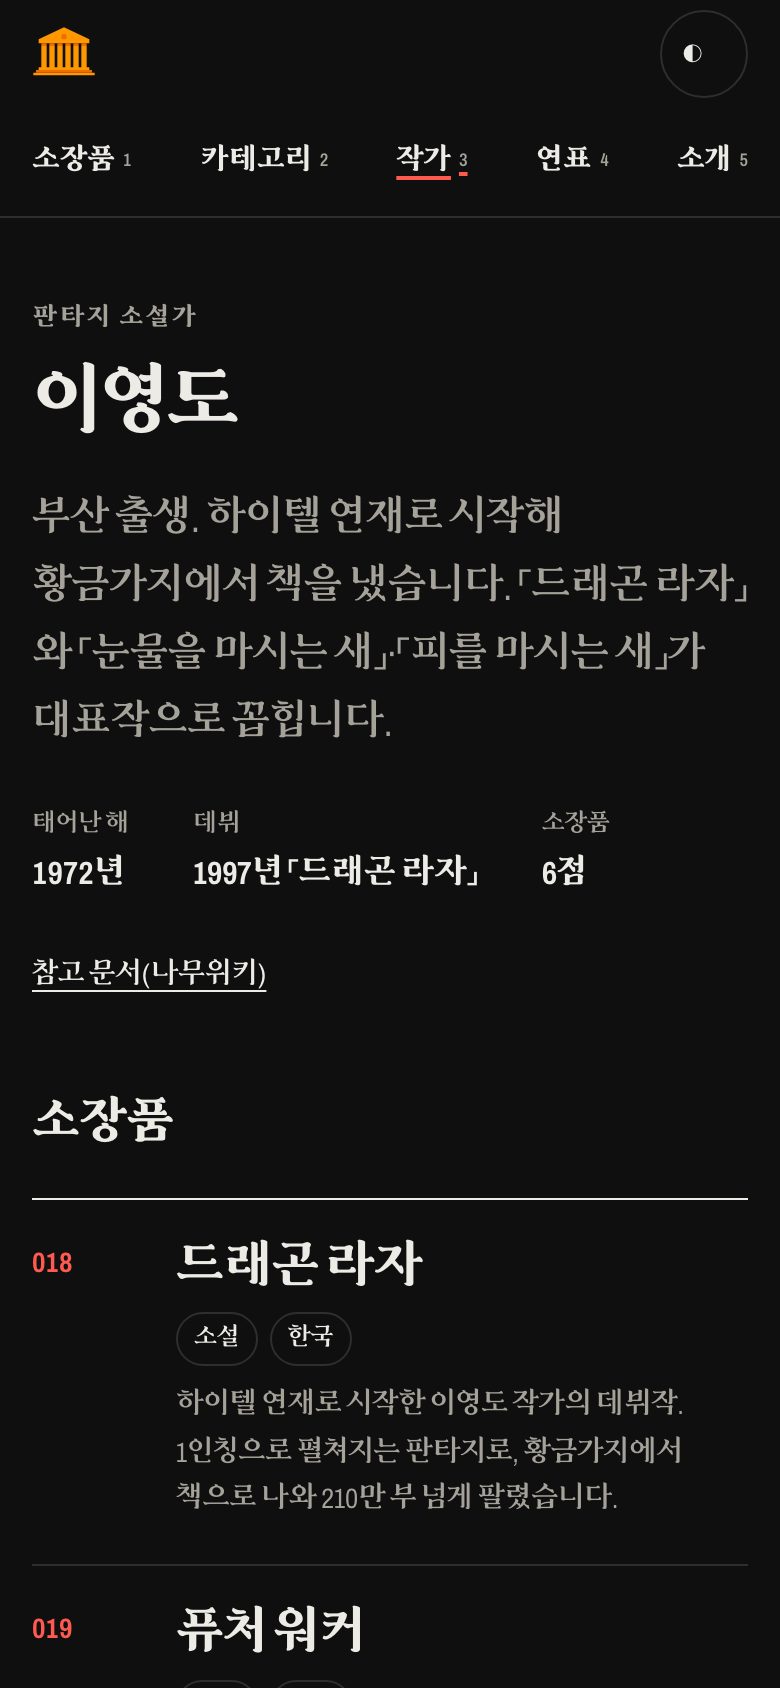 소장품 1 카테고리 2 작가 3 연표 4 소개 5
판타지 소설가
이영도
부산 출생. 하이텔 연재로 시작해
황금가지에서 책을 냈습니다. 「드래곤 라자」
와 「눈물을 마시는 새」·「피를 마시는 새」가
대표작으로 꼽힙니다.
태어난 해 데뷔 소장품
1972년 1997년 「드래곤 라자」 6점
참고 문서(나무위키)
소장품
018 드래곤 라자
소설 한국
하이텔 연재로 시작한 이영도 작가의 데뷔작.
1인칭으로 펼쳐지는 판타지로, 황금가지에서
책으로 나와 210만 부 넘게 팔렸습니다.
019 퓨처 워커